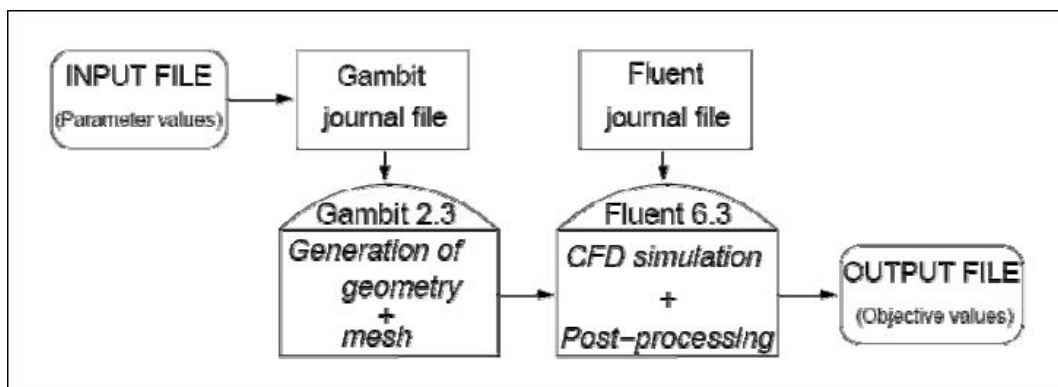 INPUT FILE
(Parameter values)
Gambit
journal file
Fluent
journal file
Gambit 2.3
Generation of
geometry
+
mesh
Fluent 6.3
CFD simulation
+
Post-processing
OUTPUT FILE
(Objective values)